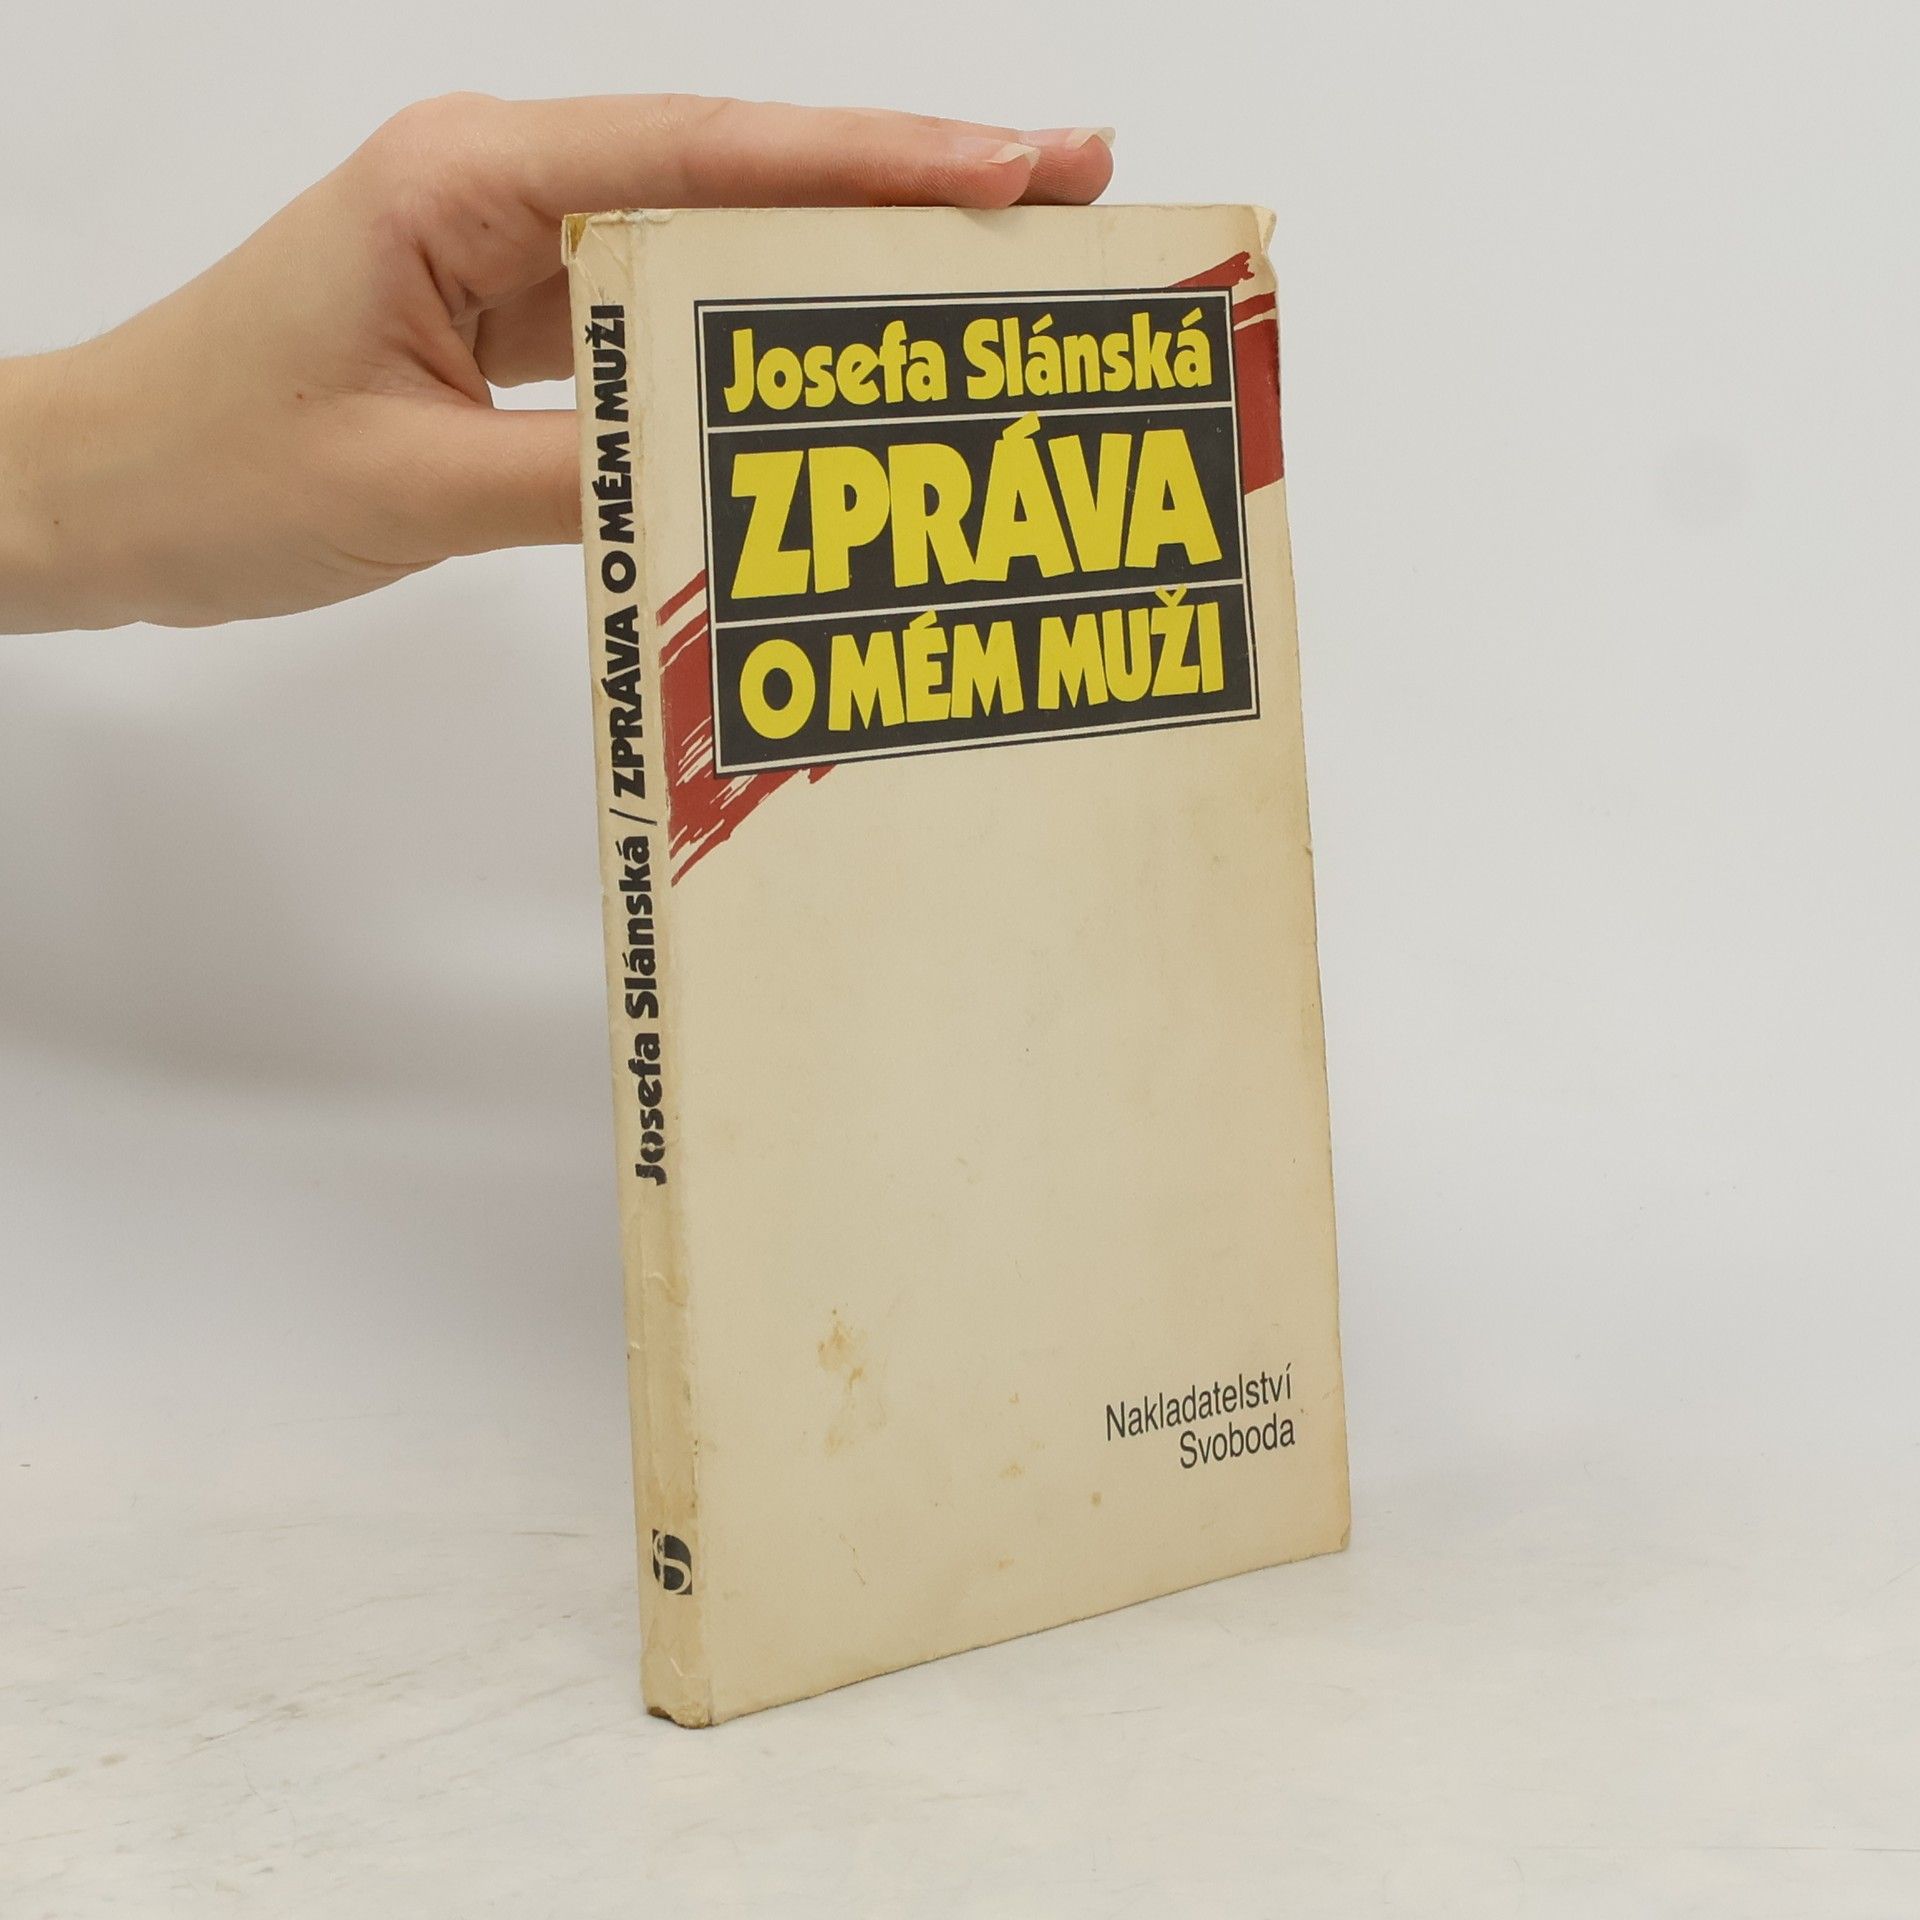 Josefa Slánská
ZPRÁVA
O MÉM MUŽI
Nakladatelství
Svoboda
Josefa Slánská / ZPRÁVA O MÉM MUŽI
S